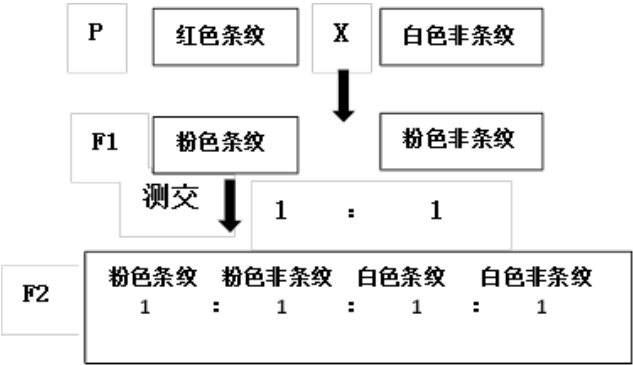 P 红色条纹 X 白色非条纹
F1 粉色条纹 粉色非条纹
测交 1 : 1
粉色条纹 粉色非条纹 白色条纹 白色非条纹
F2 1 : 1 : 1 : 1